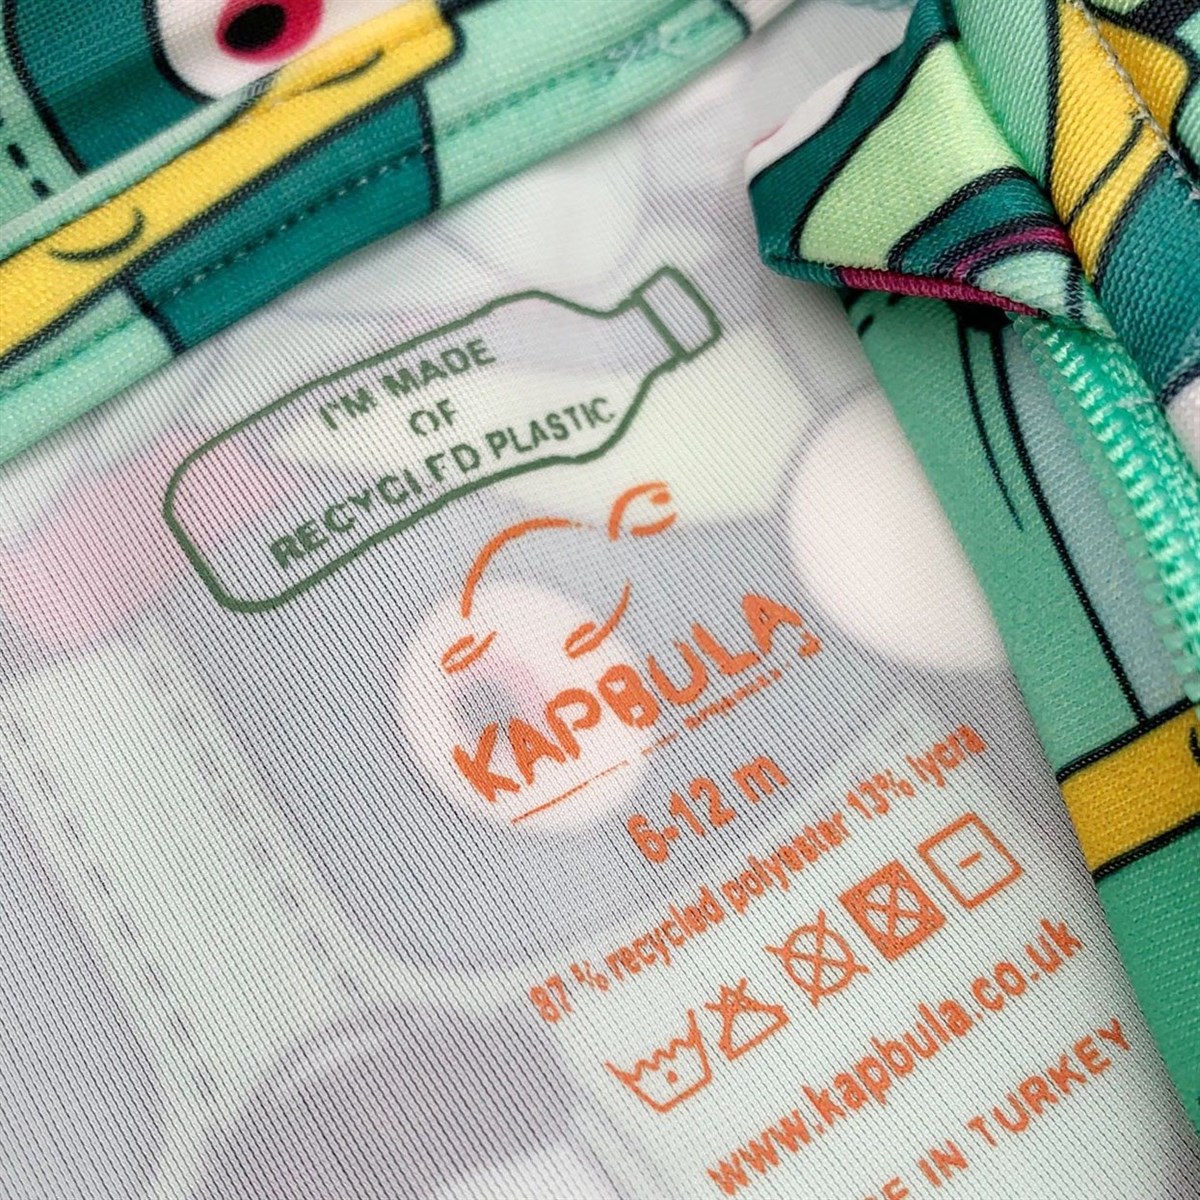 I'M MADE
OF
RECYCLED PLASTIC
KAPBULA
6-12 m
87 % recycled polyester 13% lycra
www.kapbula.co.uk
IN TURKEY